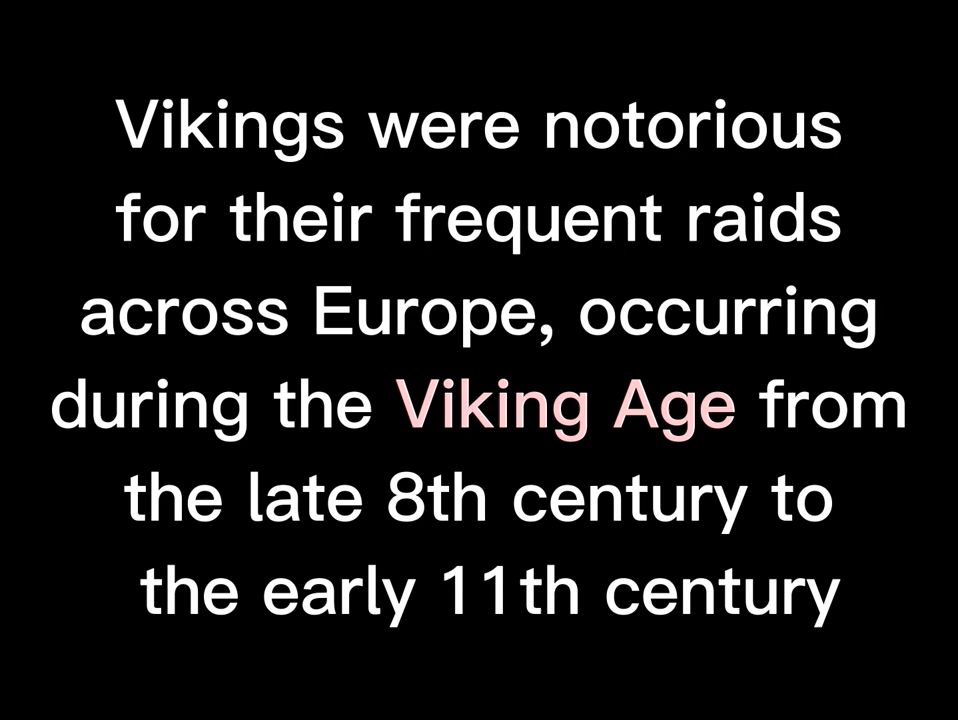 Vikings were notorious
for their frequent raids
across Europe, occurring
during the Viking Age from
the late 8th century to
the early 11th century